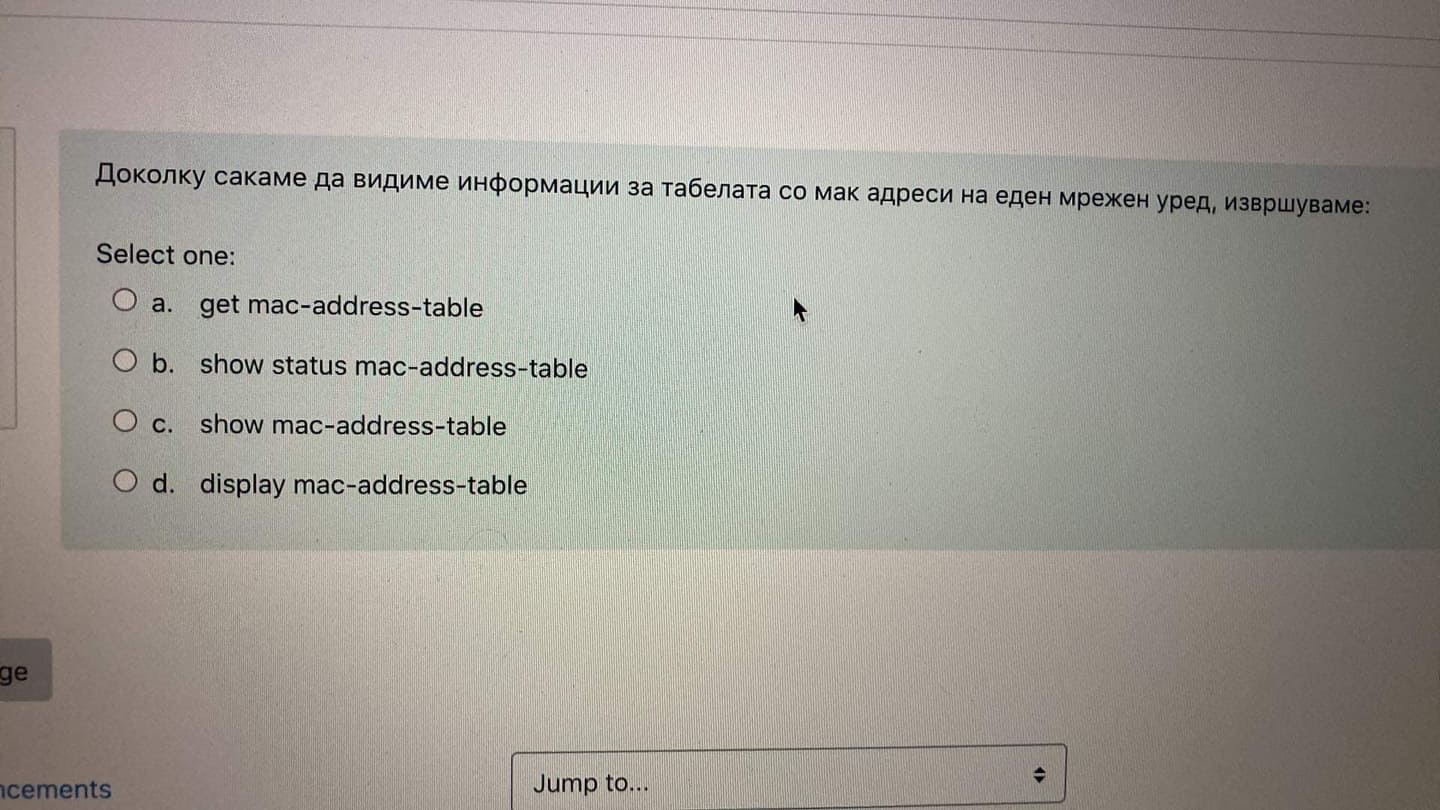 Доколку сакаме да видиме информации за табелата со мак адреси на еден мрежен уред, извршуваме:
Select one:
a. get mac-address-table
b. show status mac-address-table
c. show mac-address-table
d. display mac-address-table
ge
ncements
Jump to...